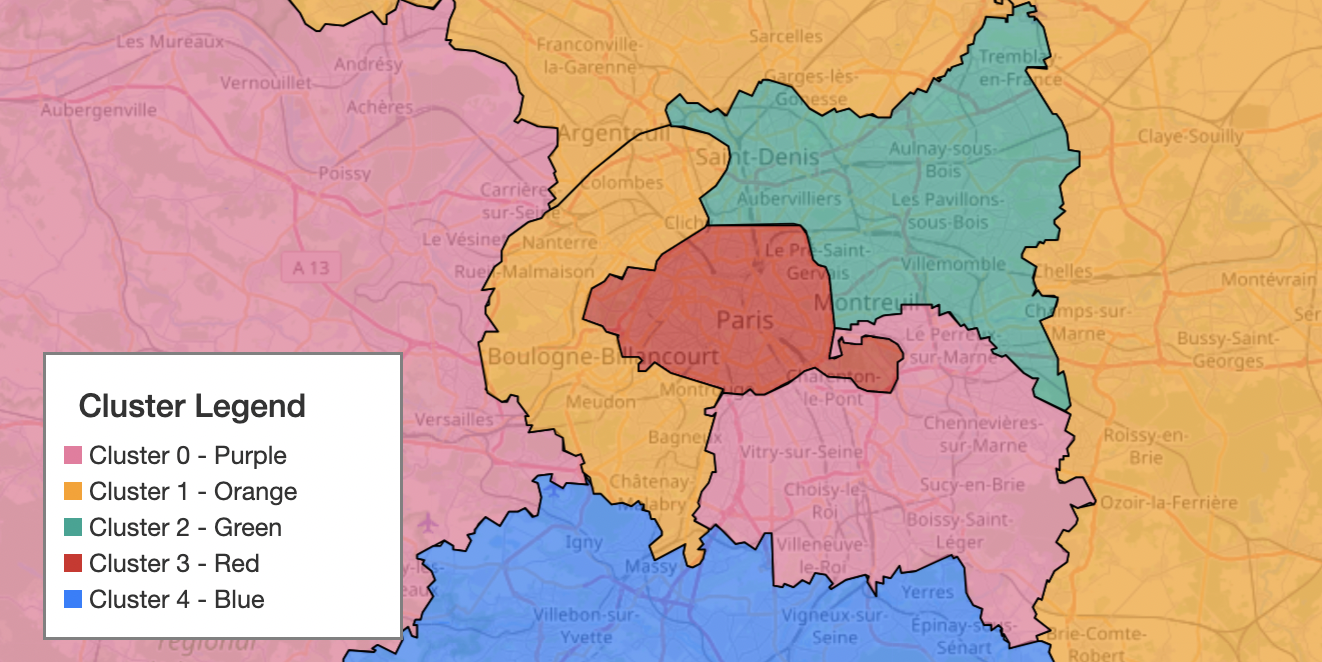 Les Mureaux
Franconville-
la-Garenne
Sarcelles
Andrésy
Vernouillet
Garges-lès-
Gonesse
Tremblay-
en-France
Aubergenville
Achères
Argenteuil
Claye-Souilly
Saint-Denis
Aulnay-sous-
Bois
Poissy
Carrière
sur-Seine
Colombes
Aubervilliers
Les Pavillons-
sous-Bois
Clich
Le Vésinet
Nanterre
Le Pré-Saint-
Gervais
A 13
Rueil-Malmaison
Villemomble
Chelles
Montévrain
Montreuil
Champs-sur-
Marne
Paris
Le Perreux-
sur-Marne
Bussy-Saint-
Georges
Boulogne-Billancourt
Charenton-
le-Pont
Montrouge
Meudon
Versailles
Chennevières-
sur-Marne
Bagneux
Vitry-sur-Seine
Roissy-en-
Brie
Châtenay-
Malabry
Choisy-le-
Roi
Sucy-en-Brie
Ozoir-la-Ferrière
Boissy-Saint-
Léger
Igny
Villeneuve-
le-Roi
Massy
Yerres
Villebon-sur-
Yvette
Vigneux-sur-
Seine
Épinay-sous-
Sénart
Brie-Comte-
Robert
régional
Cluster Legend
Cluster 0 - Purple
Cluster 1 - Orange
Cluster 2 - Green
Cluster 3 - Red
Cluster 4 - Blue